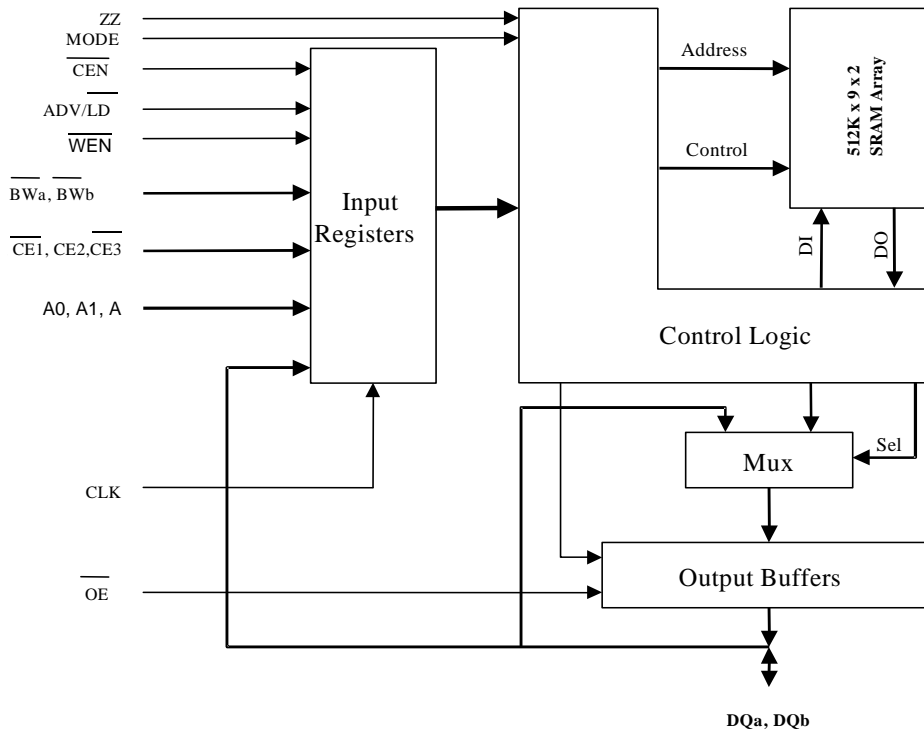 ZZ
MODE
CEN
ADV/LD
WEN
BWa, BWb
CE1, CE2,CE3
A0, A1, A
CLK
OE
Input
Registers
Address
Control
512K x 9 x 2
SRAM Array
DI
DO
Control Logic
Sel
Mux
Output Buffers
DQa, DQb